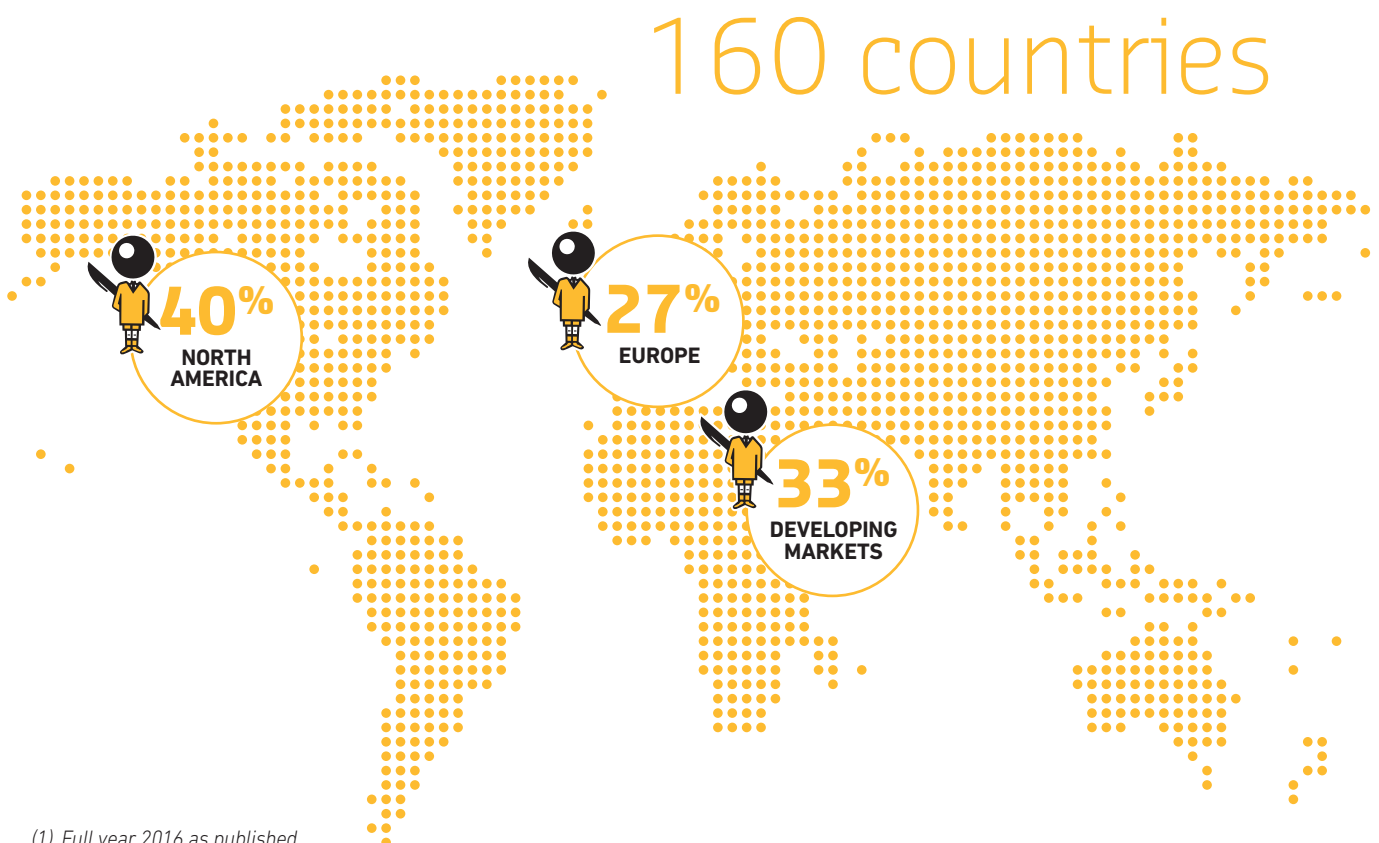 160 countries
40%
NORTH
AMERICA
27%
EUROPE
33%
DEVELOPING
MARKETS
(1) Full year 2016 as published